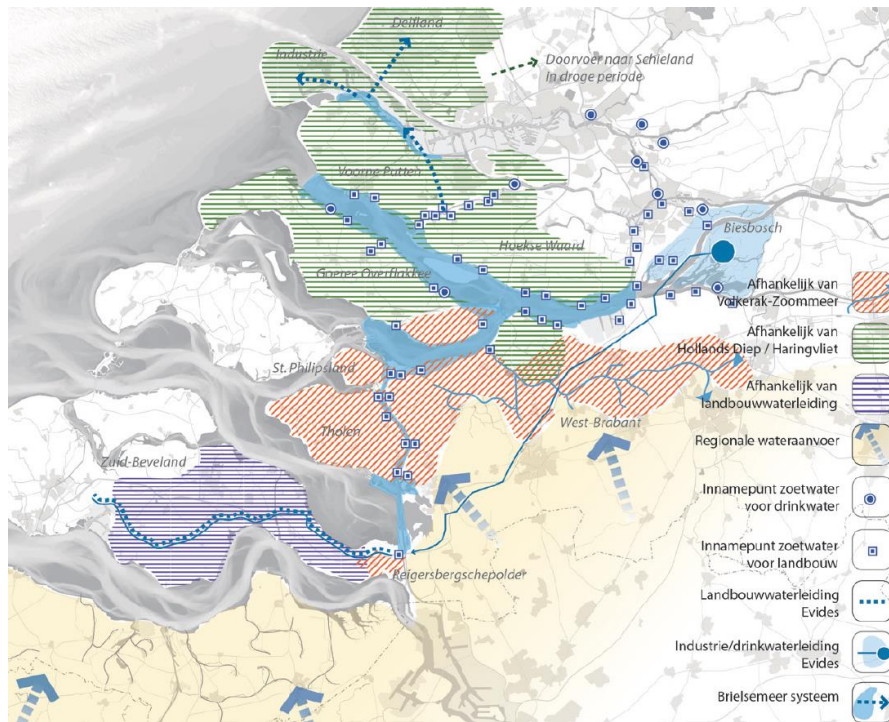 Delfland
Industrie
Doorvoer naar Schieland
in droge periode
Voorne Putten
Hoekse Waard
Biesbosch
Goeree Overflakkee
St. Philipsland
Tholen
West-Brabant
Zuid-Beveland
Reigersbergschepolder
Afhankelijk van
Volkerak-Zoommeer
Afhankelijk van
Hollands Diep / Haringvliet
Afhankelijk van
landbouwwaterleiding
Regionale wateraanvoer
Innamepunt zoetwater
voor drinkwater
Innamepunt zoetwater
voor landbouw
Landbouwwaterleiding
Evides
Industrie/drinkwaterleiding
Evides
Brielsemeer systeem